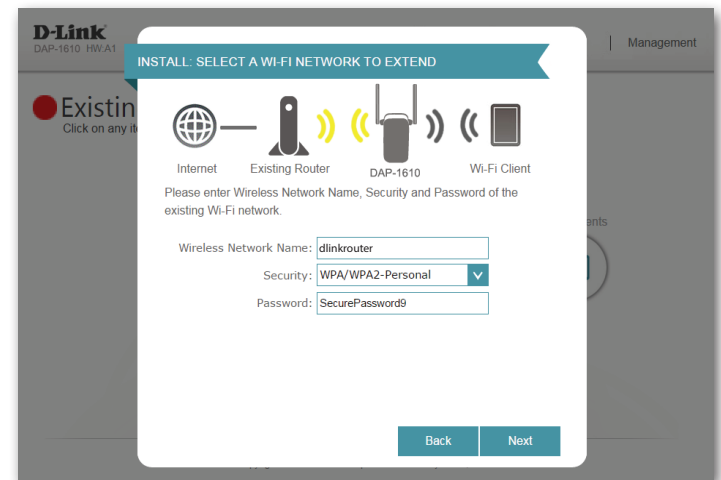 D-Link
DAP-1610 HW:A1
Management
INSTALL: SELECT A WI-FI NETWORK TO EXTEND
Existin
Click on any it
Internet
Existing Router
DAP-1610
Wi-Fi Client
Please enter Wireless Network Name, Security and Password of the
existing Wi-Fi network.
ents
Wireless Network Name: dlinkrouter
Security: WPA/WPA2-Personal
Password: SecurePassword9
Back
Next